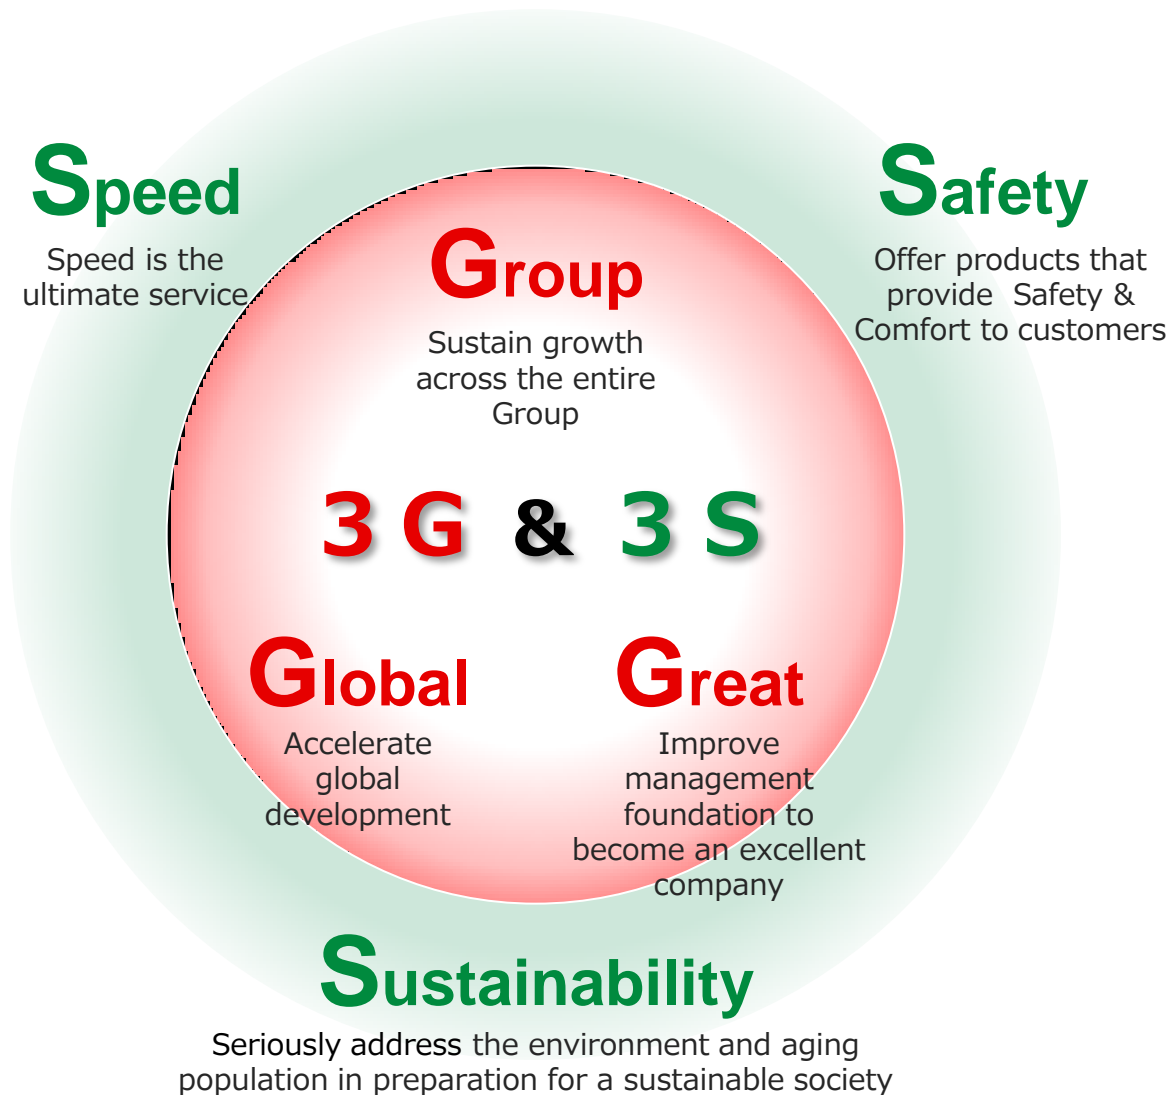 Speed
Speed is the
ultimate service
Safety
Offer products that
provide  Safety &
Comfort to customers
Group
Sustain growth
across the entire
Group
3G & 3S
Global
Accelerate
global
development
Great
Improve
management
foundation to
become an excellent
company
Sustainability
Seriously address the environment and aging
population in preparation for a sustainable society